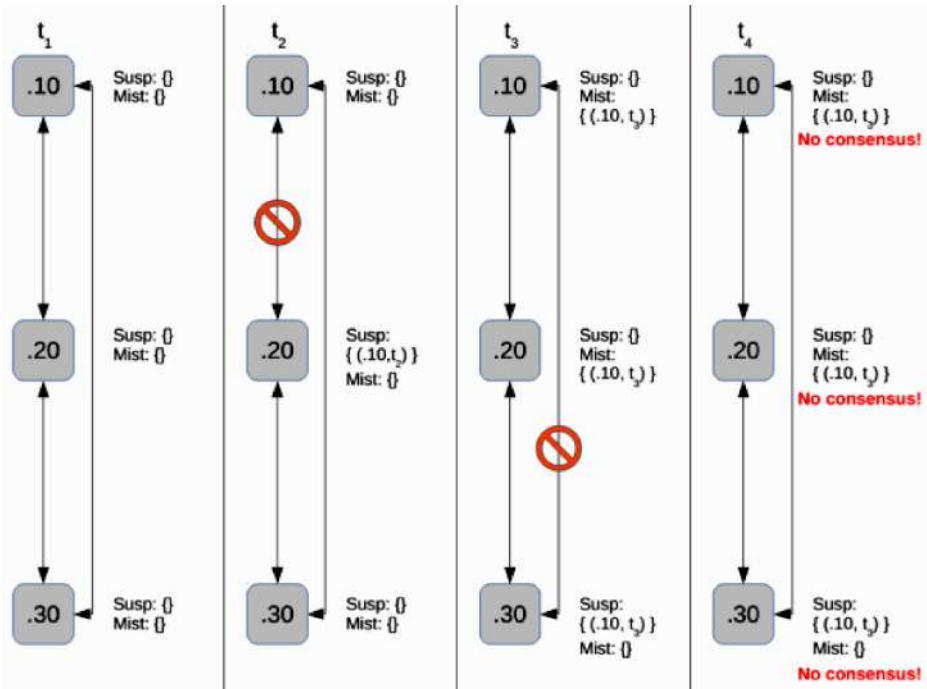 t1
.10
Susp: {}
Mist: {}
.20
Susp: {}
Mist: {}
.30
Susp: {}
Mist: {}
t2
.10
Susp: {}
Mist: {}
.20
Susp:
{ (.10,t2) }
Mist: {}
.30
Susp: {}
Mist: {}
t3
.10
Susp: {}
Mist:
{ (.10, t3) }
.20
Susp: {}
Mist:
{ (.10, t3) }
.30
Susp:
{ (.10, t3) }
Mist: {}
t4
.10
Susp: {}
Mist:
{ (.10, t3) }
No consensus!
.20
Susp: {}
Mist:
{ (.10, t3) }
No consensus!
.30
Susp:
{ (.10, t3) }
Mist: {}
No consensus!